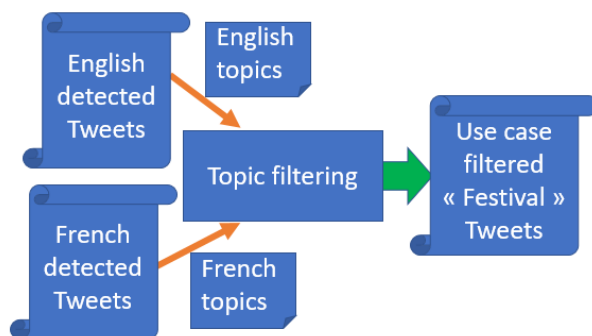 English
detected
Tweets
English
topics
Topic filtering
Use case
filtered
« Festival »
Tweets
French
detected
Tweets
French
topics